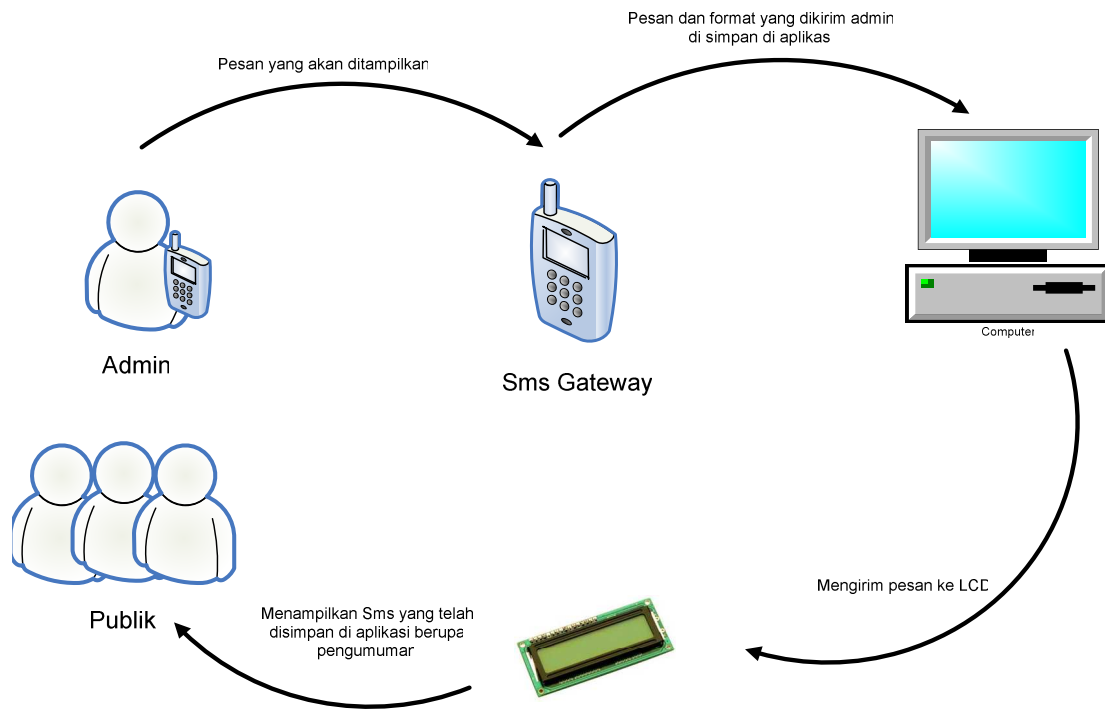 Pesan dan format yang dikirim admin
di simpan di aplikas
Pesan yang akan ditampilkan
Computer
Admin
Sms Gateway
Mengirim pesan ke LCD
Publik
Menampilkan Sms yang telah
disimpan di aplikasi berupa
pengumumar